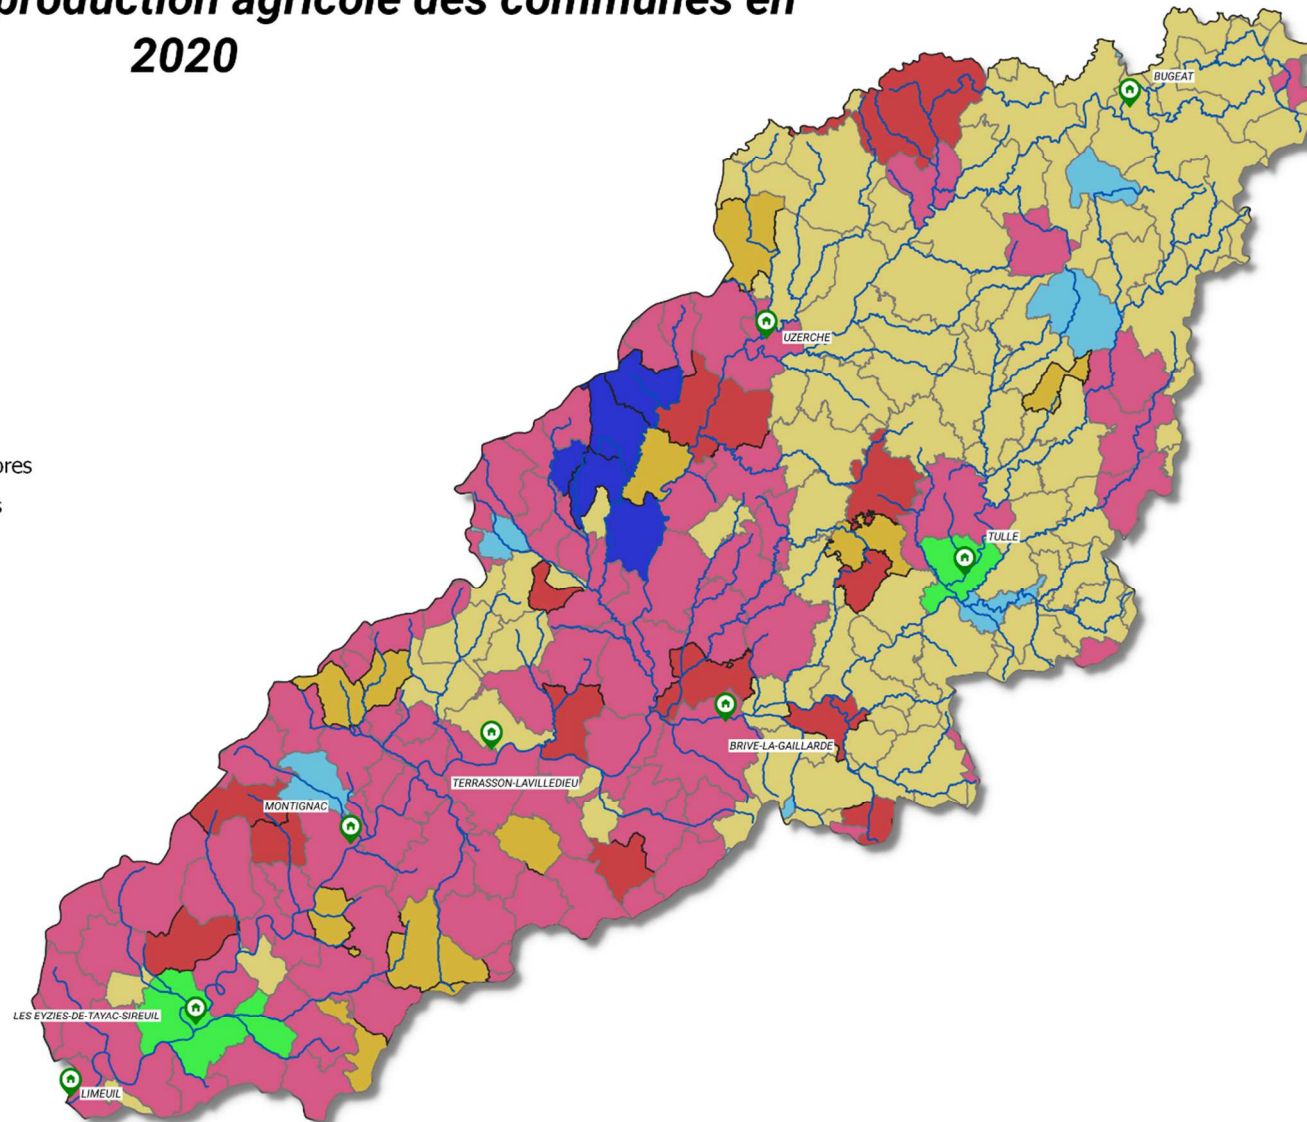 production agricole des communes en
2020
BUGEAT
UZERCHE
TULLE
BRIVE-LA-GAILLARDE
TERRASSON-LAVILLEDIEU
MONTIGNAC
LES EYZIES-DE-TAYAC-SIREUIL
LIMEUIL